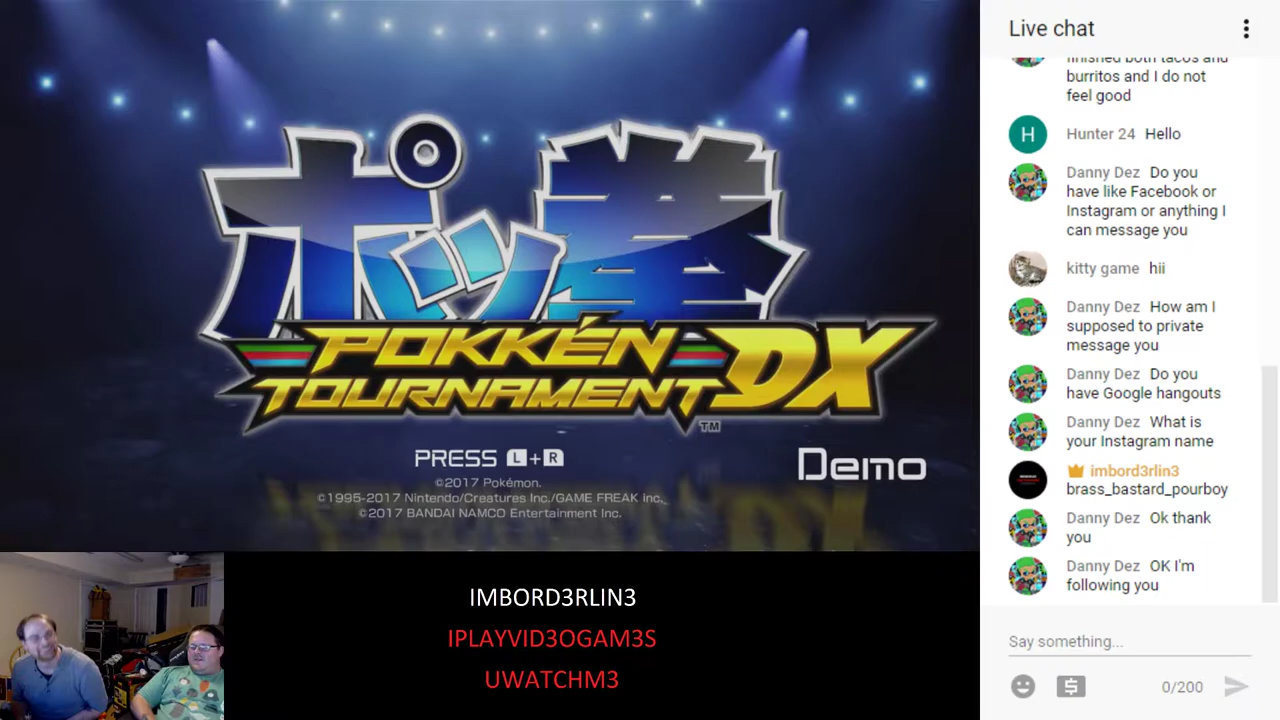 ポッ拳
POKKÉN
TOURNAMENT DX
TM
PRESS L+R
Demo
©2017 Pokémon.
©1995-2017 Nintendo/Creatures Inc./GAME FREAK inc.
©2017 BANDAI NAMCO Entertainment Inc.
IMBORD3RLIN3
IPLAYVID3OGAM3S
UWATCHM3
Live chat
finished both tacos and
burritos and I do not
feel good
H
Hunter 24 Hello
Danny Dez Do you
have like Facebook or
Instagram or anything I
can message you
kitty game hii
Danny Dez How am I
supposed to private
message you
Danny Dez Do you
have Google hangouts
Danny Dez What is
your Instagram name
imbord3rlin3
brass_bastard_pourboy
Danny Dez Ok thank
you
Danny Dez OK I'm
following you
Say something...
0/200